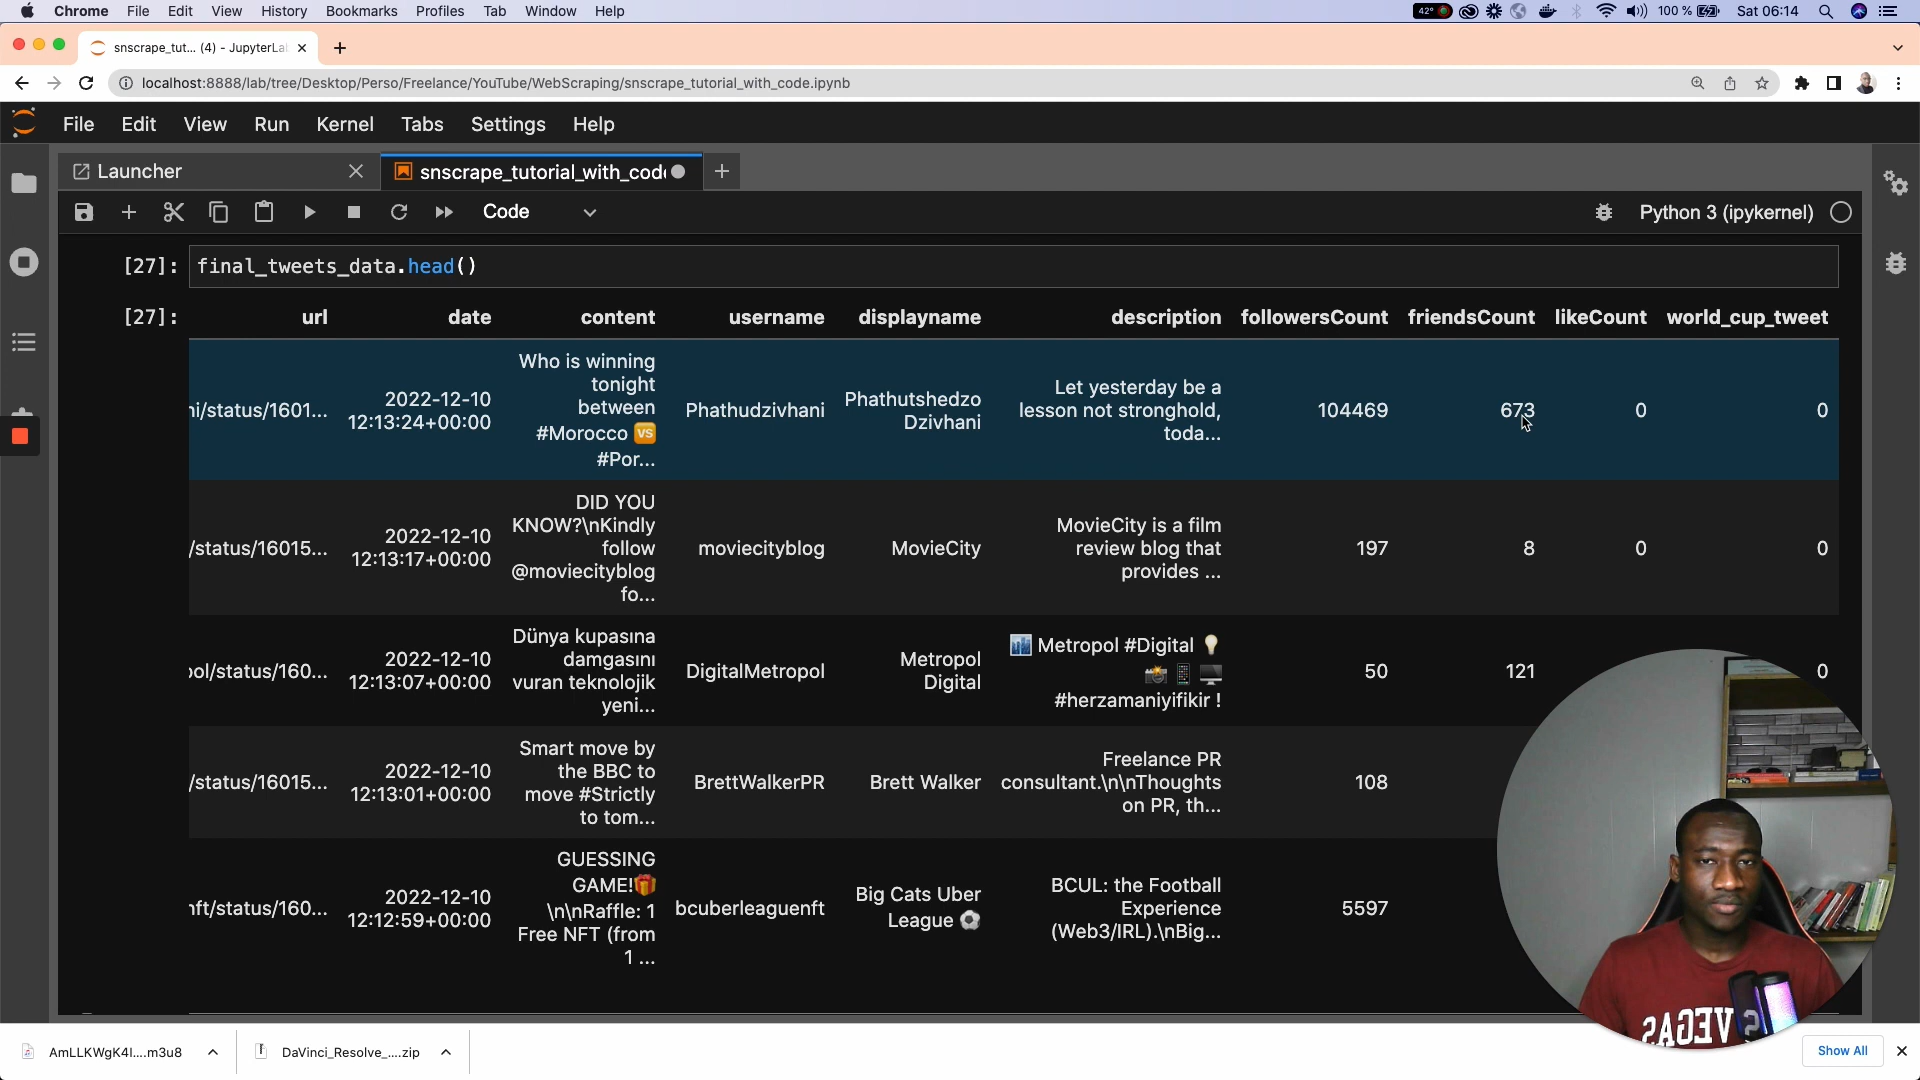 Chrome File Edit View History Bookmarks Profiles Tab Window Help 42° 100 % Sat 06:14
snscrape_tut... (4) - JupyterLa
localhost:8888/lab/tree/Desktop/Perso/Freelance/YouTube/WebScraping/snscrape_tutorial_with_code.ipynb
File Edit View Run Kernel Tabs Settings Help
Launcher snscrape_tutorial_with_cod
Code Python 3 (ipykernel)
[27]: final_tweets_data.head()
[27]: url date content username displayname description followersCount friendsCount likeCount world_cup_tweet
Who is winning
tonight
between
#Morocco 🆚
#Por...
ni/status/1601...
2022-12-10
12:13:24+00:00
Phathudzivhani
Phathutshedzo
Dzivhani
Let yesterday be a
lesson not stronghold,
toda...
104469 673 0 0
DID YOU
KNOW?\nKindly
follow
@moviecityblog
fo...
/status/16015...
2022-12-10
12:13:17+00:00
moviecityblog
MovieCity
MovieCity is a film
review blog that
provides ...
197 8 0 0
Dünya kupasına
damgasını
vuran teknolojik
yeni...
ol/status/160...
2022-12-10
12:13:07+00:00
DigitalMetropol
Metropol
Digital
Metropol #Digital
#herzamaniyifikir !
50 121 0
Smart move by
the BBC to
move #Strictly
to tom...
/status/16015...
2022-12-10
12:13:01+00:00
BrettWalkerPR
Brett Walker
Freelance PR
consultant.\n\nThoughts
on PR, th...
108
GUESSING
GAME!🎁
\n\nRaffle: 1
Free NFT (from
1 ...
nft/status/160...
2022-12-10
12:12:59+00:00
bcuberleaguenft
Big Cats Uber
League ⚽
BCUL: the Football
Experience
(Web3/IRL).\nBig...
5597
VEGAS
AmLLKWgK4I....m3u8 DaVinci_Resolve_....zip Show All